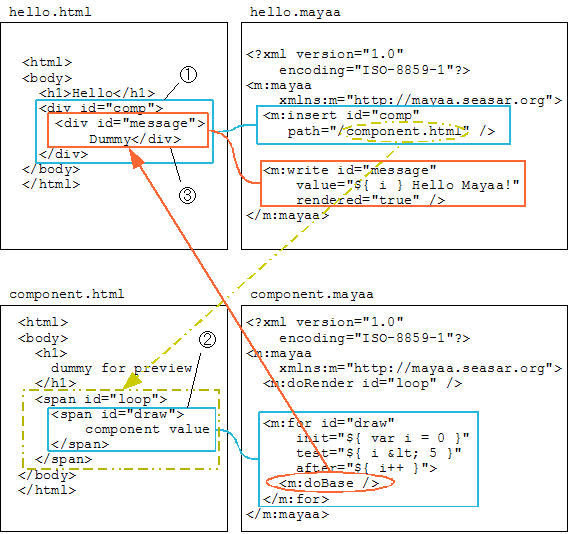 hello.html
<html>
<body>
<h1>Hello</h1>
①
<div id="comp">
<div id="message">
Dummy</div>
</div>
③
</body>
</html>
hello.mayaa
<?xml version="1.0"
encoding="ISO-8859-1"?>
<m:mayaa
xmlns:m="http://mayaa.seasar.org">
<m:insert id="comp"
path="/component.html" />
<m:write id="message"
value="${ i } Hello Mayaa!"
rendered="true" />
</m:mayaa>
component.html
<html>
<body>
<h1>
②
dummy for preview
</h1>
<span id="loop">
<span id="draw">
component value
</span>
</span>
</body>
</html>
component.mayaa
<?xml version="1.0"
encoding="ISO-8859-1"?>
<m:mayaa
xmlns:m="http://mayaa.seasar.org">
<m:doRender id="loop" />
<m:for id="draw"
init="${ var i = 0 }"
test="${ i &lt; 5 }"
after="${ i++ }">
<m:doBase />
</m:for>
</m:mayaa>